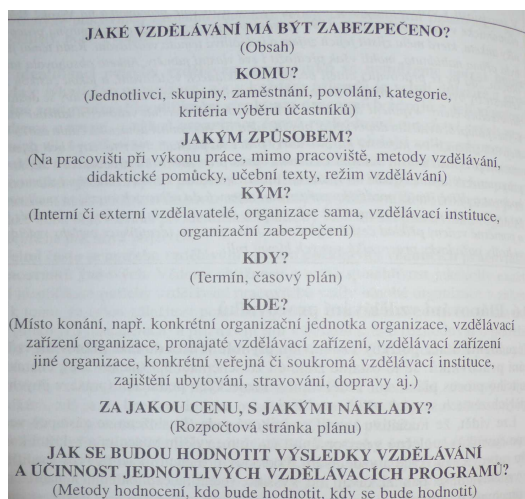 JAKÉ VZDĚLÁVÁNÍ MÁ BÝT ZABEZPEČENO?
(Obsah)
KOMU?
(Jednotlivci, skupiny, zaměstnání, povolání, kategorie,
kritéria výběru účastníků)
JAKÝM ZPŮSOBEM?
(Na pracovišti při výkonu práce, mimo pracoviště, metody vzdělávání,
didaktické pomůcky, učební texty, režim vzdělávání)
KÝM?
(Interní či externí vzdělavatelé, organizace sama, vzdělávací instituce,
organizační zabezpečení)
KDY?
(Termín, časový plán)
KDE?
(Místo konání, např. konkrétní organizační jednotka organizace, vzdělávací
zařízení organizace, pronajaté vzdělávací zařízení, vzdělávací zařízení
jiné organizace, konkrétní veřejná či soukromá vzdělávací instituce,
zajištění ubytování, stravování, dopravy aj.)
ZA JAKOU CENU, S JAKÝMI NÁKLADY?
(Rozpočtová stránka plánu)
JAK SE BUDOU HODNOTIT VÝSLEDKY VZDĚLÁVÁNÍ
A ÚČINNOST JEDNOTLIVÝCH VZDĚLÁVACÍCH PROGRAMŮ?
(Metody hodnocení, kdo bude hodnotit, kdy se bude hodnotit)